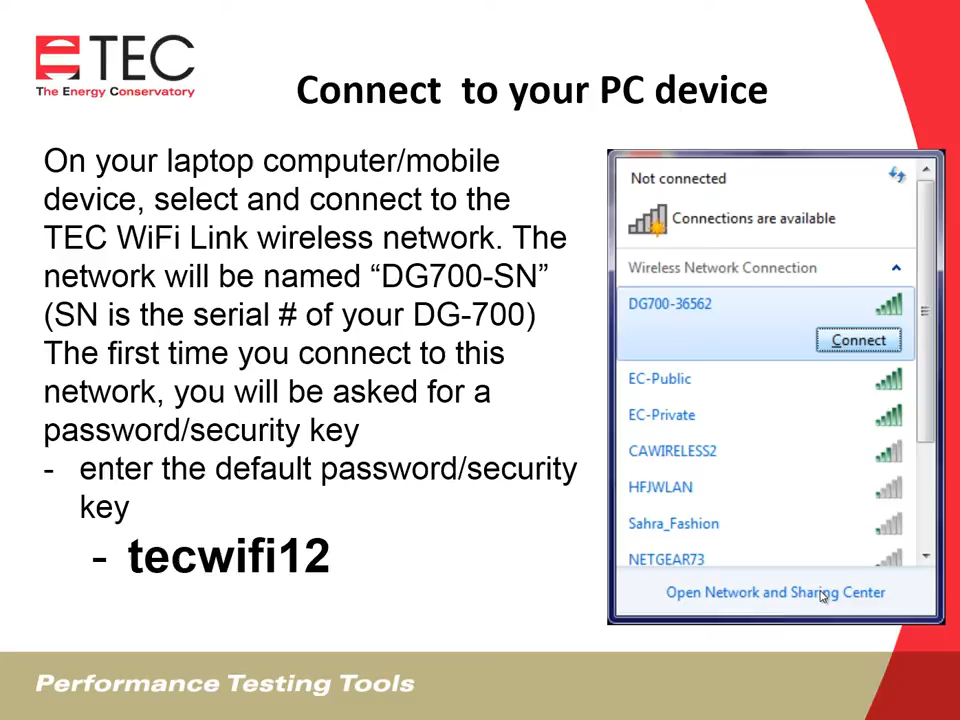 TEC
The Energy Conservatory
Connect to your PC device
On your laptop computer/mobile
device, select and connect to the
TEC WiFi Link wireless network. The
network will be named “DG700-SN”
(SN is the serial # of your DG-700)
The first time you connect to this
network, you will be asked for a
password/security key
- enter the default password/security
key
- tecwifi12
Not connected
Connections are available
Wireless Network Connection
DG700-36562
Connect
EC-Public
EC-Private
CAWIRELESS2
HFJWLAN
Sahra_Fashion
NETGEAR73
Open Network and Sharing Center
Performance Testing Tools